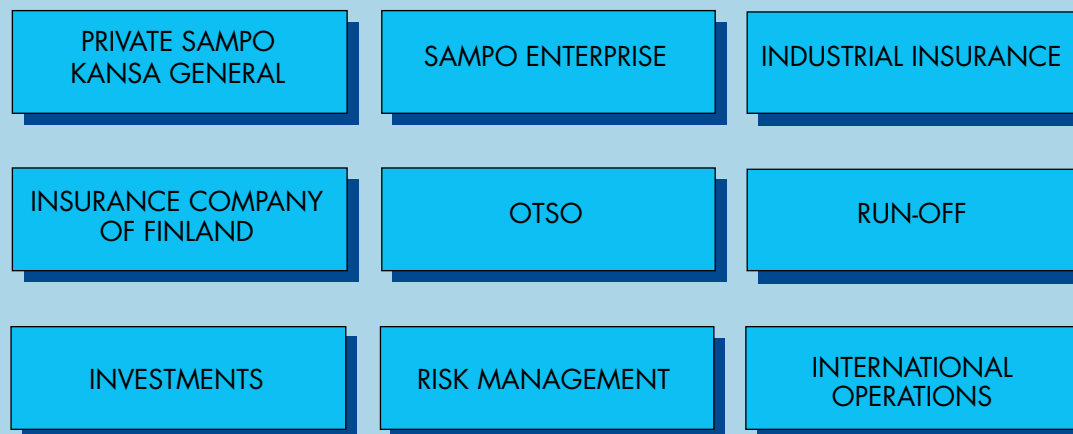 PRIVATE SAMPO
KANSA GENERAL
SAMPO ENTERPRISE
INDUSTRIAL INSURANCE
INSURANCE COMPANY
OF FINLAND
OTSO
RUN-OFF
INVESTMENTS
RISK MANAGEMENT
INTERNATIONAL
OPERATIONS